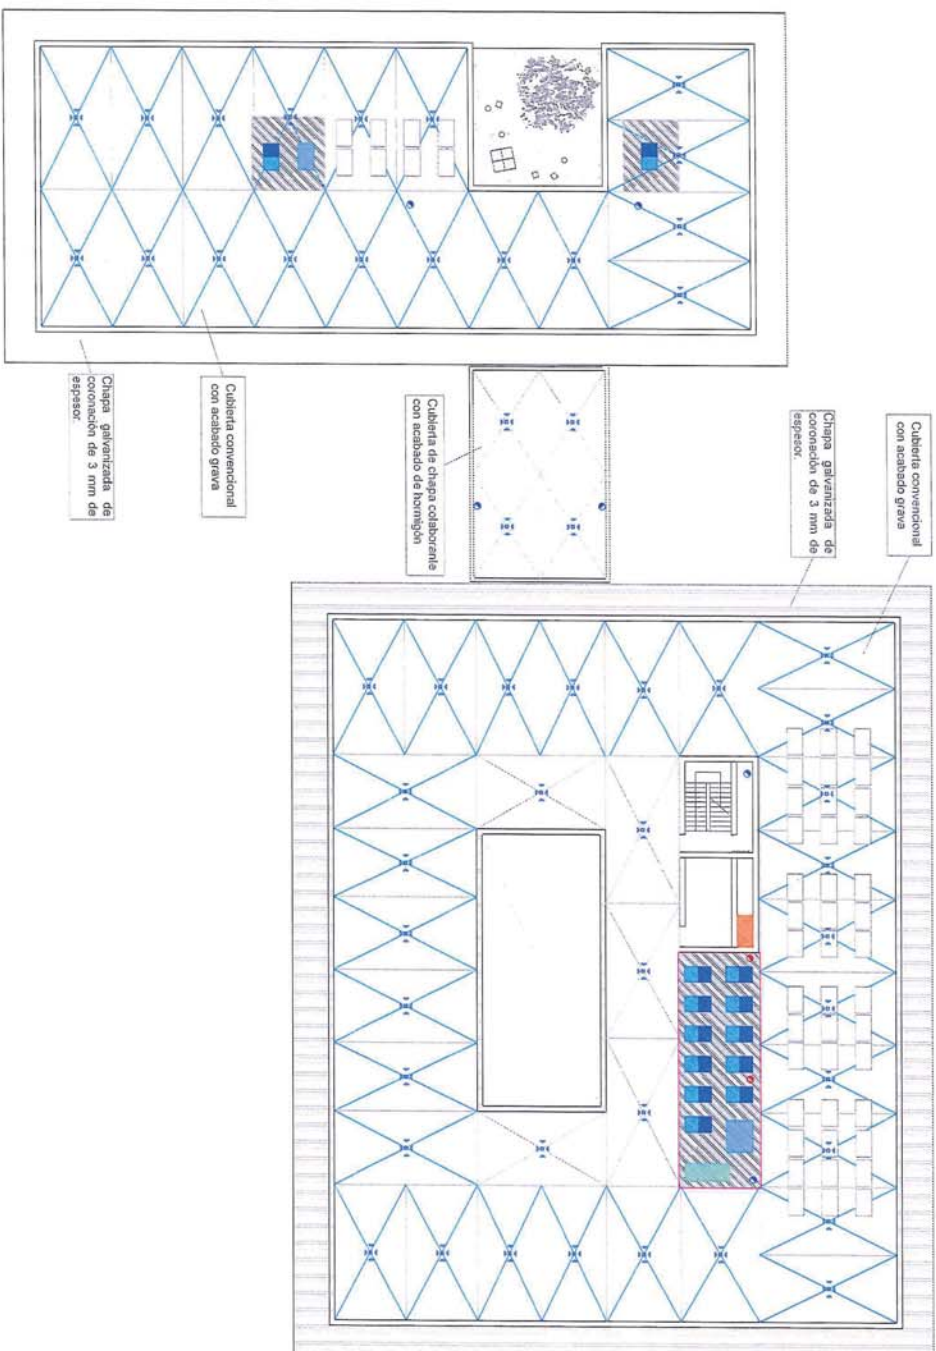 Cubierta convencional
con acabado grava
Chapa galvanizada de
coronación de 3 mm de
espesor.
Cubierta de chapa colaborante
con acabado de hormigón
Cubierta convencional
con acabado grava
Chapa galvanizada de
coronación de 3 mm de
espesor.